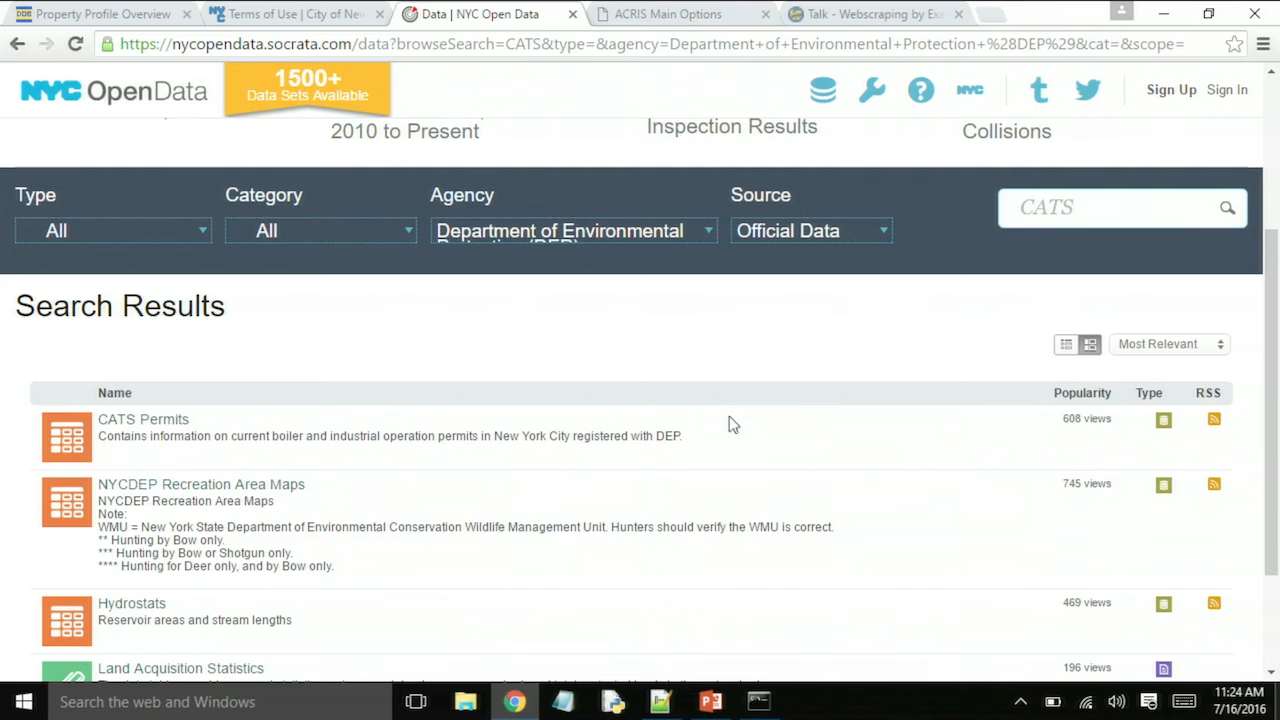 Property Profile Overview
Terms of Use | City of Nev
Data | NYC Open Data
ACRIS Main Options
Talk - Webscraping by Exa
https://nycopendata.socrata.com/data?browseSearch=CATS&type=&agency=Department+of+Environmental+Protection+%28DEP%29&cat=&scope=
NYC OpenData
1500+
Data Sets Available
NYC
Sign Up Sign In
2010 to Present
Inspection Results
Collisions
Type Category Agency Source
All All Department of Environmental Official Data
Protection (DEP)
CATS
Search Results
Most Relevant
Name Popularity Type RSS
CATS Permits 608 views
Contains information on current boiler and industrial operation permits in New York City registered with DEP.
NYCDEP Recreation Area Maps 745 views
NYCDEP Recreation Area Maps
Note:
WMU = New York State Department of Environmental Conservation Wildlife Management Unit. Hunters should verify the WMU is correct.
** Hunting by Bow only.
*** Hunting by Bow or Shotgun only.
**** Hunting for Deer only, and by Bow only.
Hydrostats 469 views
Reservoir areas and stream lengths
Land Acquisition Statistics 196 views
Search the web and Windows
11:24 AM
7/16/2016